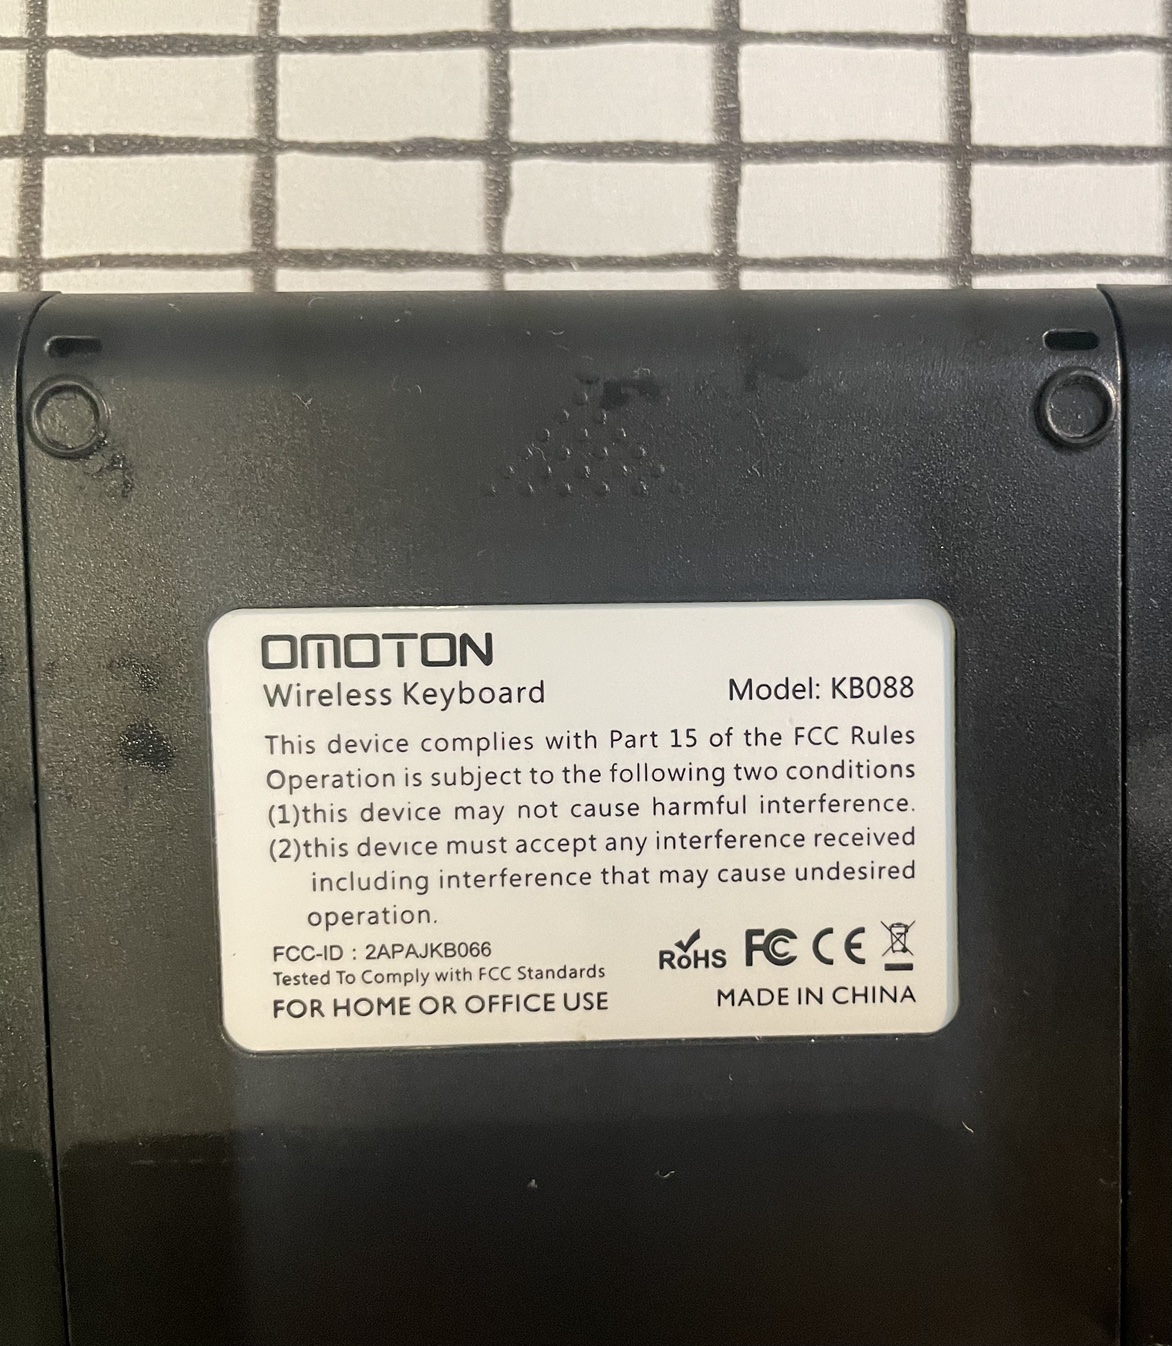 OMOTON
Wireless Keyboard Model: KB088
This device complies with Part 15 of the FCC Rules
Operation is subject to the following two conditions
(1)this device may not cause harmful interference.
(2)this device must accept any interference received
including interference that may cause undesired
operation.
FCC-ID : 2APAJKB066
Tested To Comply with FCC Standards
RoHS FC CE
FOR HOME OR OFFICE USE MADE IN CHINA